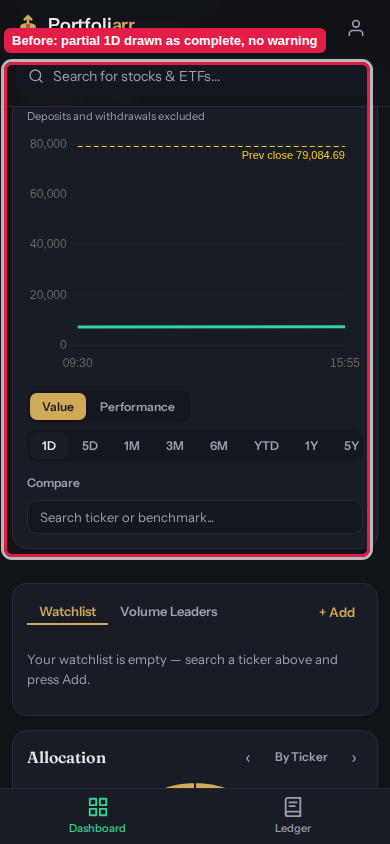 Portfoliarr
Before: partial 1D drawn as complete, no warning
Search for stocks & ETFs...
Deposits and withdrawals excluded
80,000
Prev close 79,084.69
60,000
40,000
20,000
0
09:30 15:55
Value Performance
1D 5D 1M 3M 6M YTD 1Y 5Y
Compare
Search ticker or benchmark...
Watchlist Volume Leaders + Add
Your watchlist is empty — search a ticker above and
press Add.
Allocation ‹ By Ticker ›
Dashboard Ledger